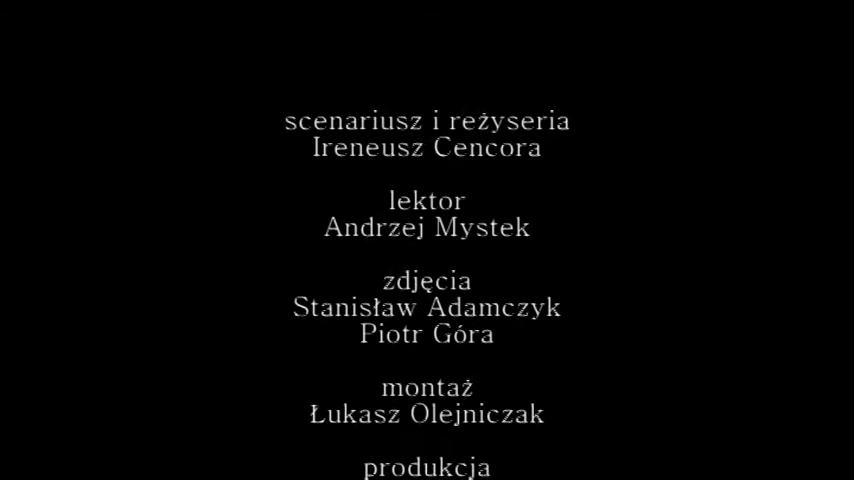 scenariusz i reżyseria
Ireneusz Cencora
lektor
Andrzej Mystek
zdjęcia
Stanisław Adamczyk
Piotr Góra
montaż
Łukasz Olejniczak
produkcja